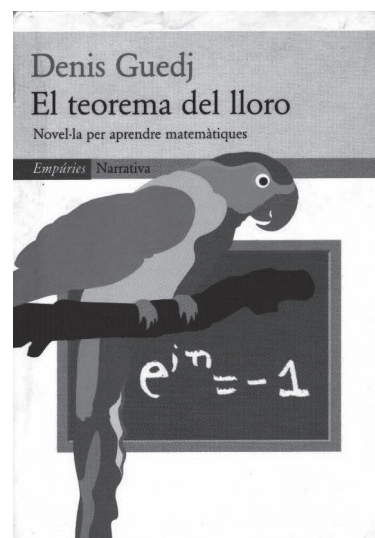 Denis Guedj
El teorema del lloro
Novel·la per aprendre matemàtiques
Empúries Narrativa
e^iπ = -1